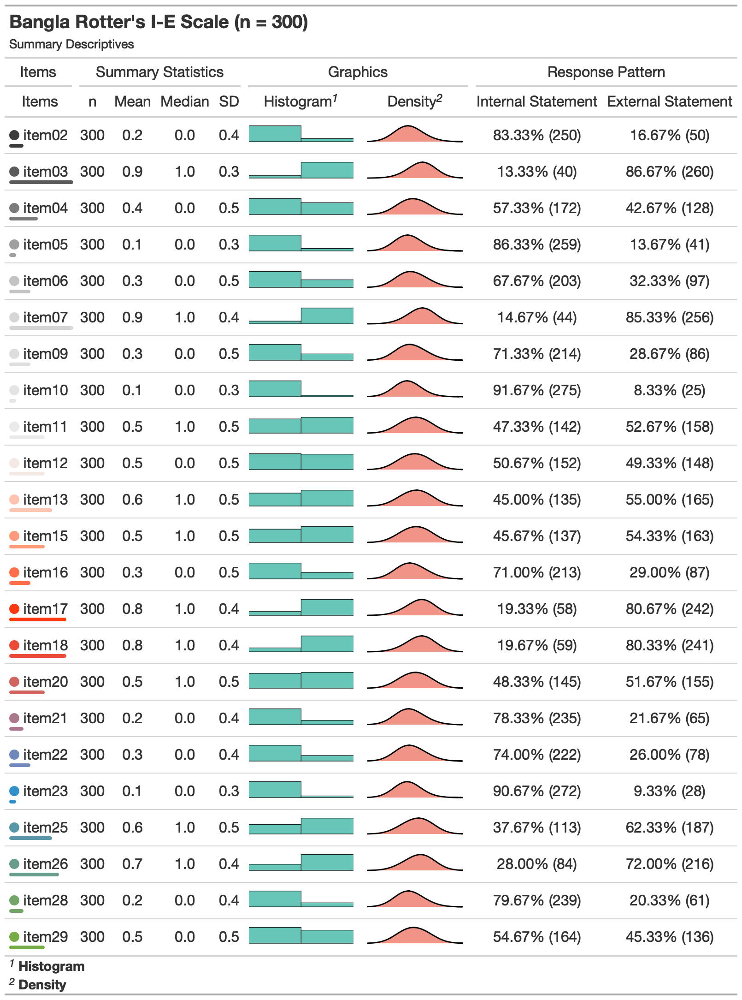 Bangla Rotter's I-E Scale (n = 300)
Summary Descriptives
Items Summary Statistics Graphics Response Pattern
Items n Mean Median SD Histogram1 Density2 Internal Statement External Statement
item02 300 0.2 0.0 0.4 83.33% (250) 16.67% (50)
item03 300 0.9 1.0 0.3 13.33% (40) 86.67% (260)
item04 300 0.4 0.0 0.5 57.33% (172) 42.67% (128)
item05 300 0.1 0.0 0.3 86.33% (259) 13.67% (41)
item06 300 0.3 0.0 0.5 67.67% (203) 32.33% (97)
item07 300 0.9 1.0 0.4 14.67% (44) 85.33% (256)
item09 300 0.3 0.0 0.5 71.33% (214) 28.67% (86)
item10 300 0.1 0.0 0.3 91.67% (275) 8.33% (25)
item11 300 0.5 1.0 0.5 47.33% (142) 52.67% (158)
item12 300 0.5 0.0 0.5 50.67% (152) 49.33% (148)
item13 300 0.6 1.0 0.5 45.00% (135) 55.00% (165)
item15 300 0.5 1.0 0.5 45.67% (137) 54.33% (163)
item16 300 0.3 0.0 0.5 71.00% (213) 29.00% (87)
item17 300 0.8 1.0 0.4 19.33% (58) 80.67% (242)
item18 300 0.8 1.0 0.4 19.67% (59) 80.33% (241)
item20 300 0.5 1.0 0.5 48.33% (145) 51.67% (155)
item21 300 0.2 0.0 0.4 78.33% (235) 21.67% (65)
item22 300 0.3 0.0 0.4 74.00% (222) 26.00% (78)
item23 300 0.1 0.0 0.3 90.67% (272) 9.33% (28)
item25 300 0.6 1.0 0.5 37.67% (113) 62.33% (187)
item26 300 0.7 1.0 0.4 28.00% (84) 72.00% (216)
item28 300 0.2 0.0 0.4 79.67% (239) 20.33% (61)
item29 300 0.5 0.0 0.5 54.67% (164) 45.33% (136)
1 Histogram
2 Density